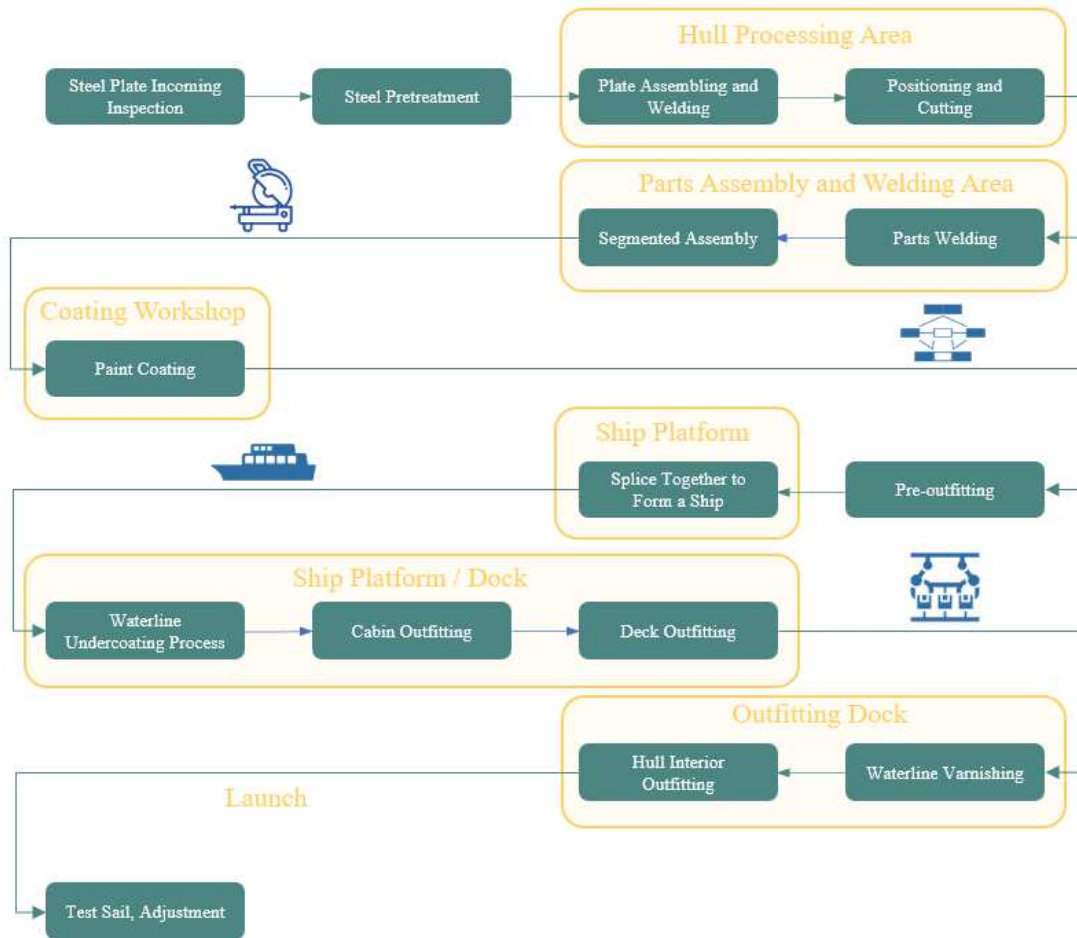 Hull Processing Area
Steel Plate Incoming
Inspection
Steel Pretreatment
Plate Assembling and
Welding
Positioning and
Cutting
Parts Assembly and Welding Area
Segmented Assembly
Parts Welding
Coating Workshop
Paint Coating
Ship Platform
Splice Together to
Form a Ship
Pre-outfitting
Ship Platform / Dock
Waterline
Undercoating Process
Cabin Outfitting
Deck Outfitting
Outfitting Dock
Hull Interior
Outfitting
Waterline Varnishing
Launch
Test Sail, Adjustment